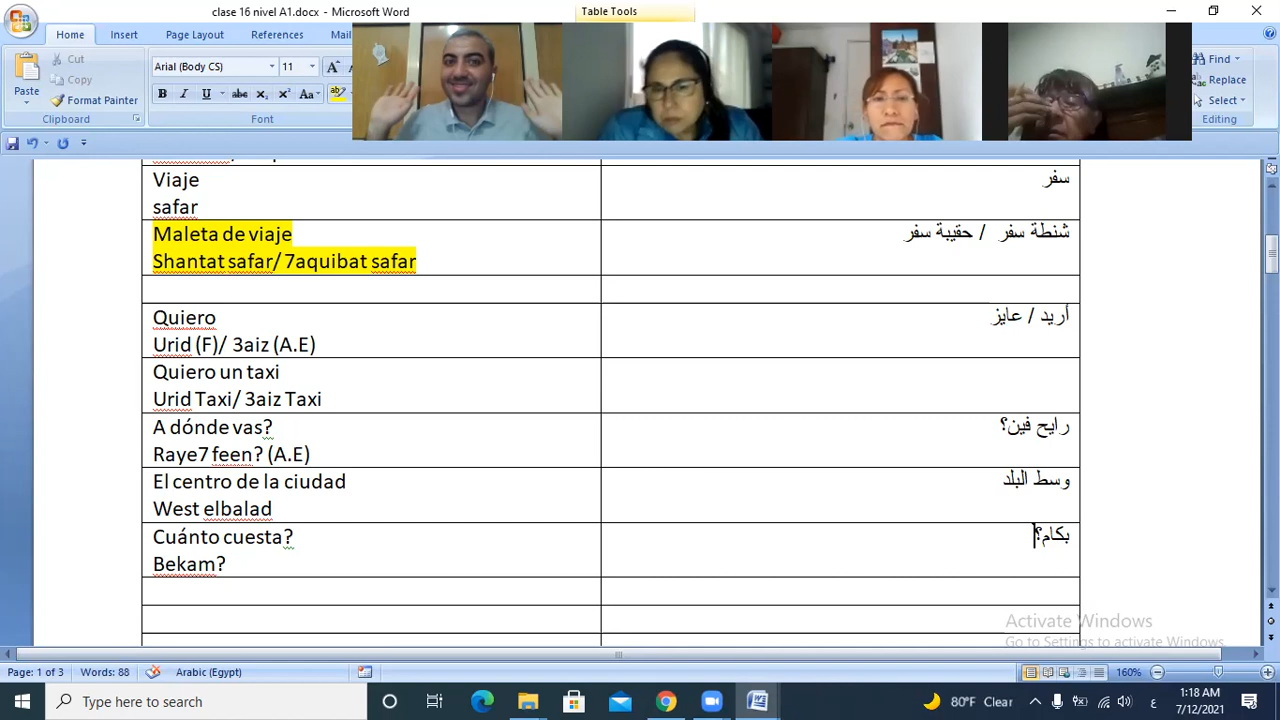 clase 16 nivel A1.docx - Microsoft Word
Table Tools
Home Insert Page Layout References
Paste
Cut
Copy
Format Painter
Clipboard
Arial (Body CS) 11
B I U abc X₂ X² Aa
Font
Find
Replace
Select
Editing
Viaje
safar
سفر
Maleta de viaje
Shantat safar/ 7aquibat safar
شنطة سفر / حقيبة سفر
Quiero
Urid (F)/ 3aiz (A.E)
أريد / عايز
Quiero un taxi
Urid Taxi/ 3aiz Taxi
A dónde vas?
Raye7 feen? (A.E)
رايح فين؟
El centro de la ciudad
West elbalad
وسط البلد
Cuánto cuesta?
Bekam?
بكام؟
Activate Windows
Go to Settings to activate Windows.
Page: 1 of 3 Words: 88 Arabic (Egypt) 160%
Type here to search
80°F Clear
ع
1:18 AM
7/12/2021